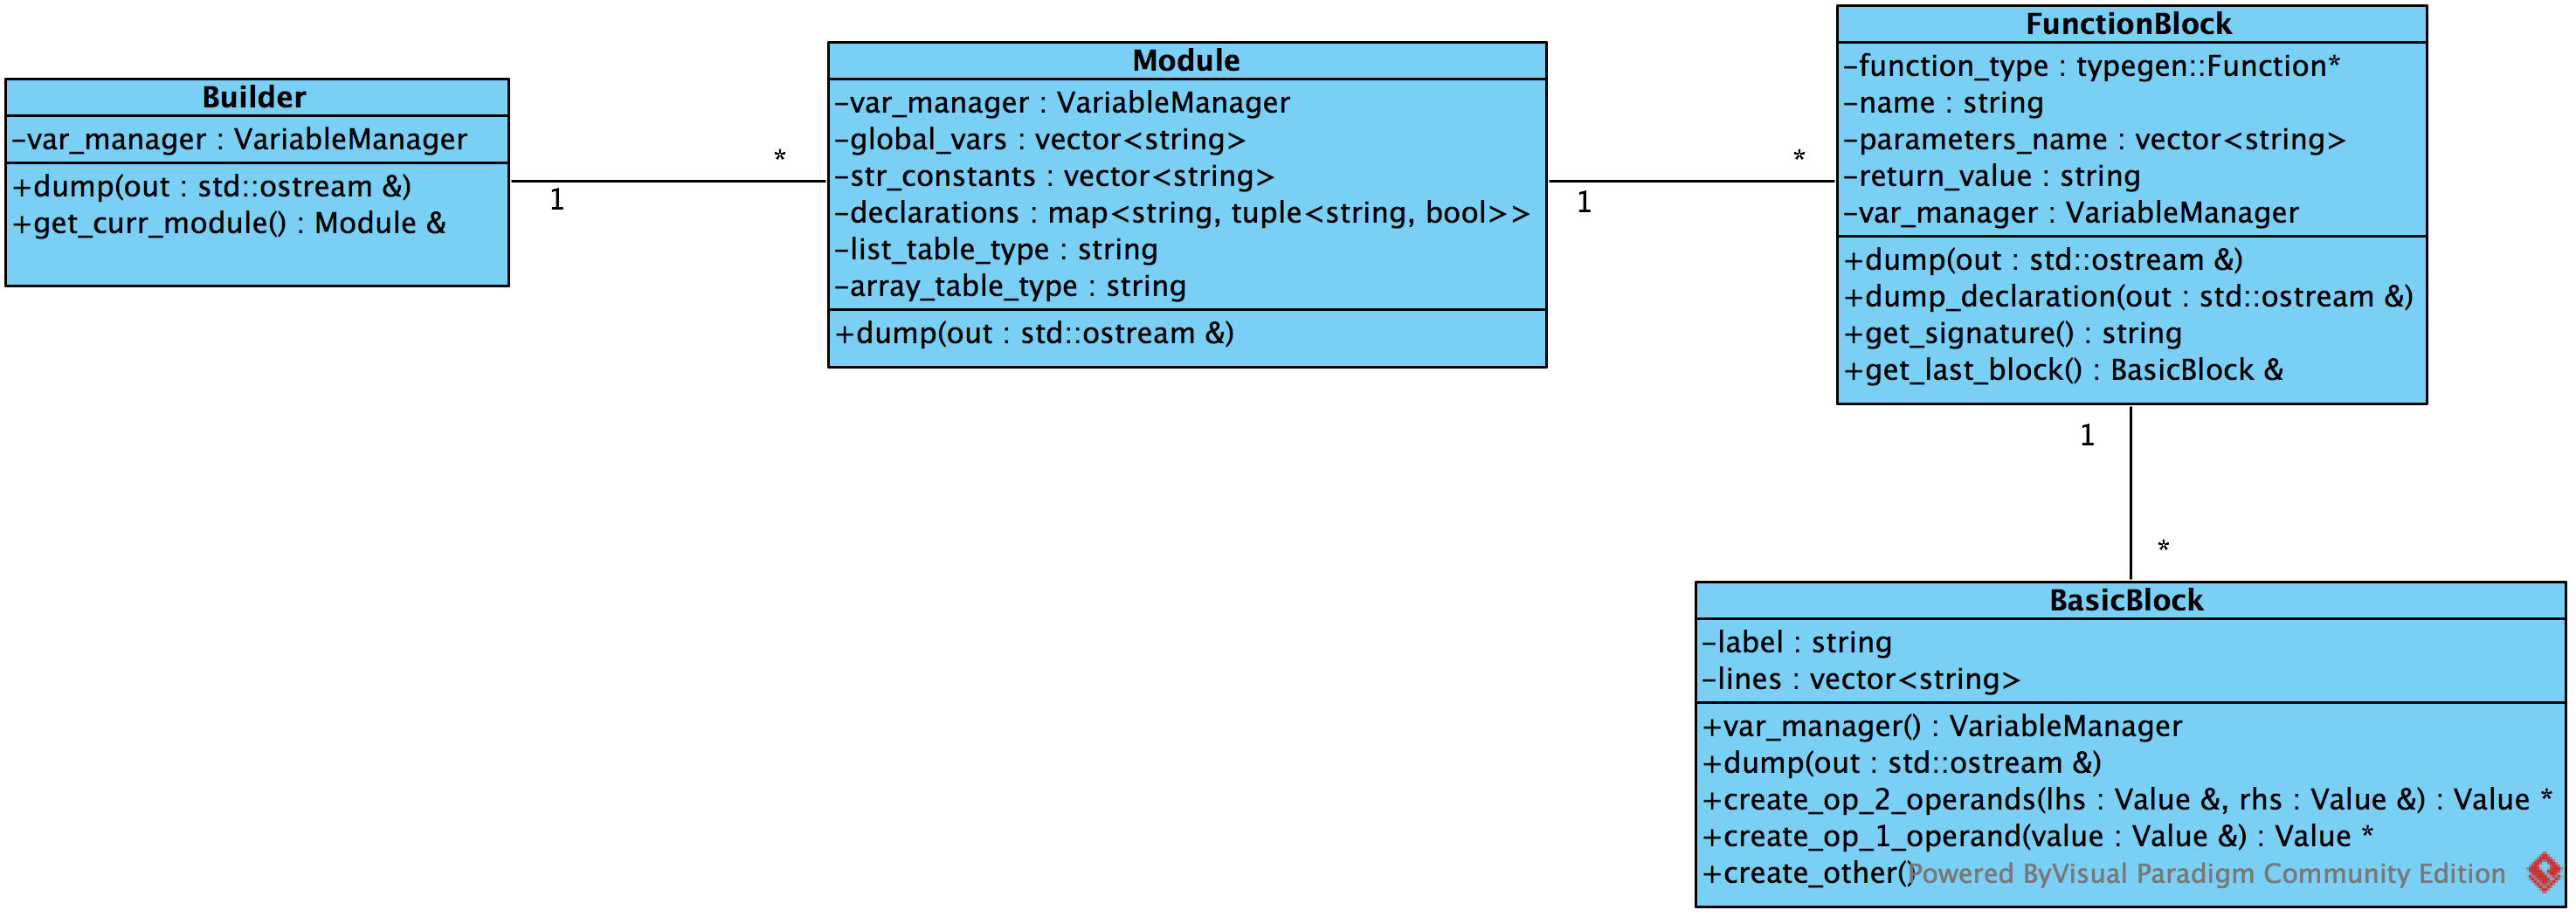 Builder
-var_manager : VariableManager
+dump(out : std::ostream &)
+get_curr_module() : Module &
1
*
Module
-var_manager : VariableManager
-global_vars : vector<string>
-str_constants : vector<string>
-declarations : map<string, tuple<string, bool>>
-list_table_type : string
-array_table_type : string
+dump(out : std::ostream &)
1
*
FunctionBlock
-function_type : typegen::Function*
-name : string
-parameters_name : vector<string>
-return_value : string
-var_manager : VariableManager
+dump(out : std::ostream &)
+dump_declaration(out : std::ostream &)
+get_signature() : string
+get_last_block() : BasicBlock &
1
*
BasicBlock
-label : string
-lines : vector<string>
+var_manager() : VariableManager
+dump(out : std::ostream &)
+create_op_2_operands(lhs : Value &, rhs : Value &) : Value *
+create_op_1_operand(value : Value &) : Value *
+create_other()
Powered ByVisual Paradigm Community Edition